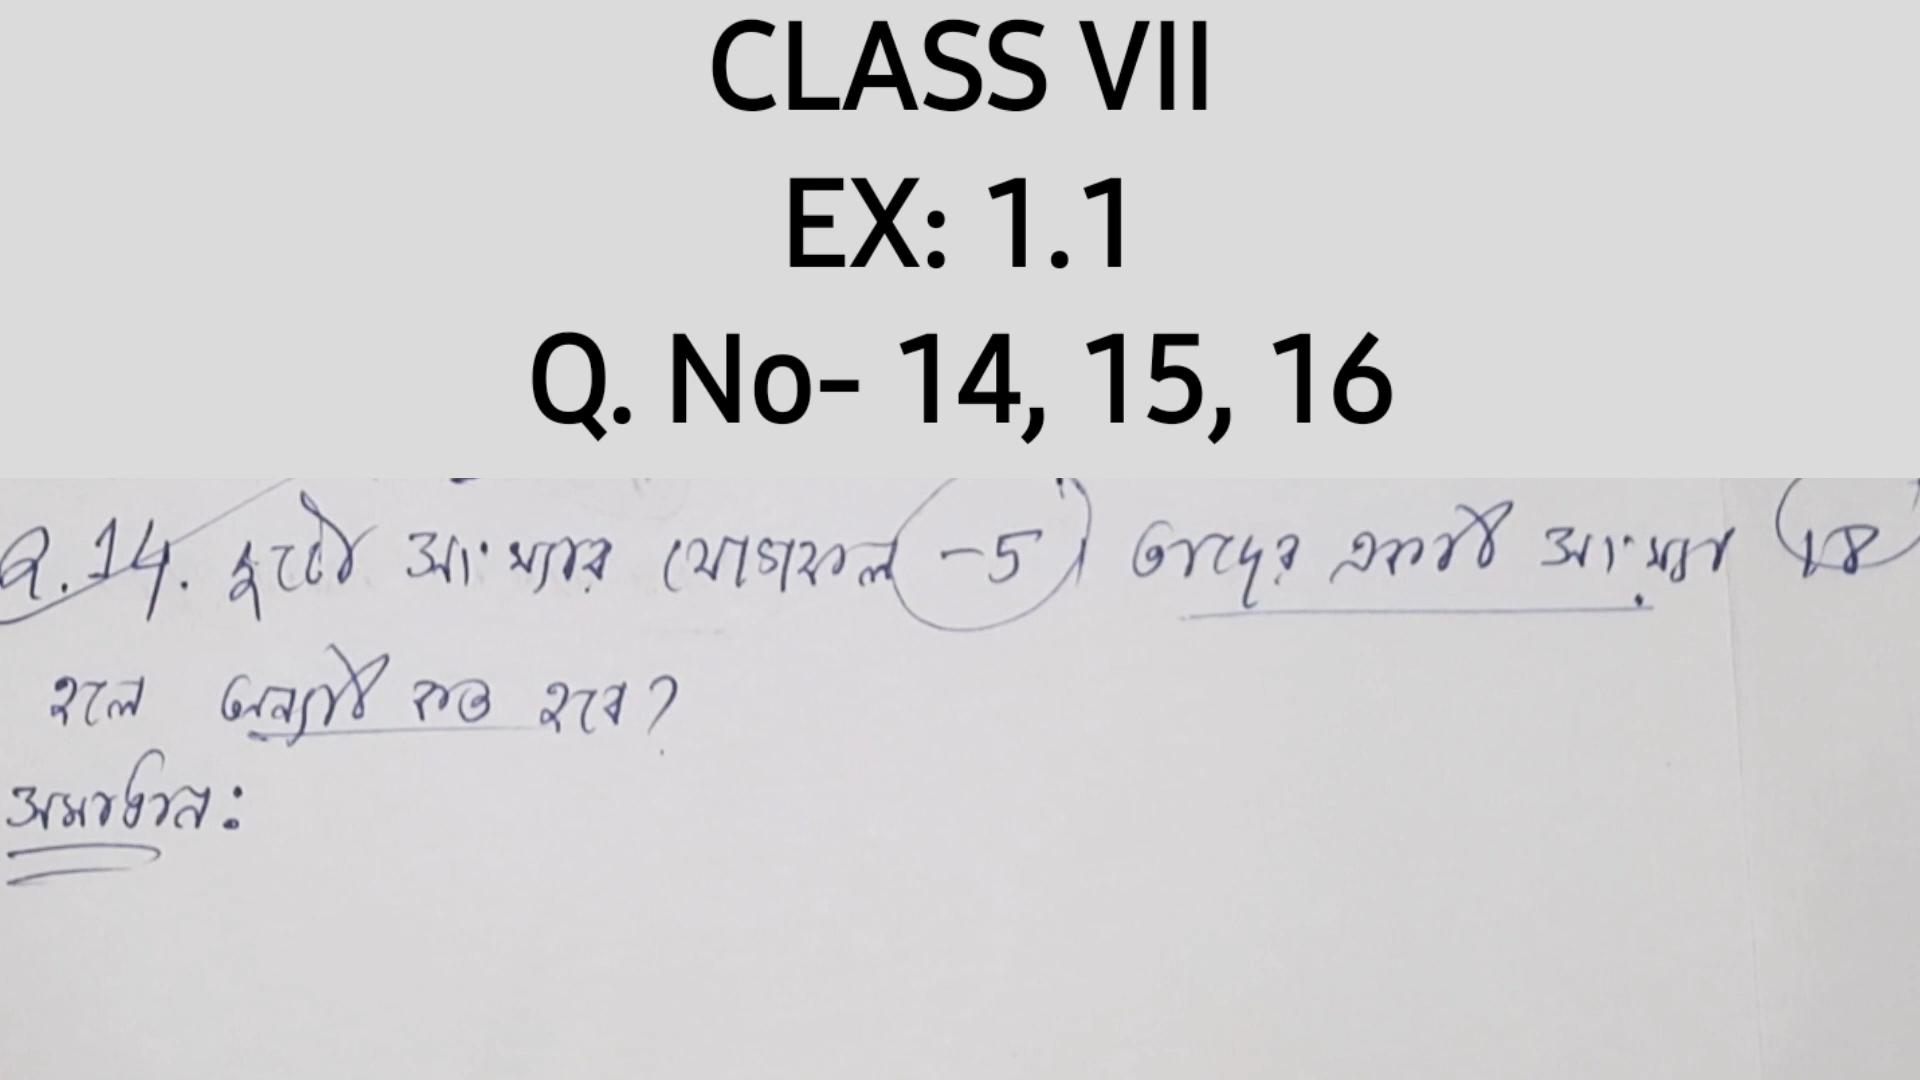 CLASS VII
EX: 1.1
Q. No- 14, 15, 16
Q.14. দুটো সংখ্যার যোগফল -5। তাদের একটি সংখ্যা 18
হলে অন্যটি কত হবে?
সমাধান: